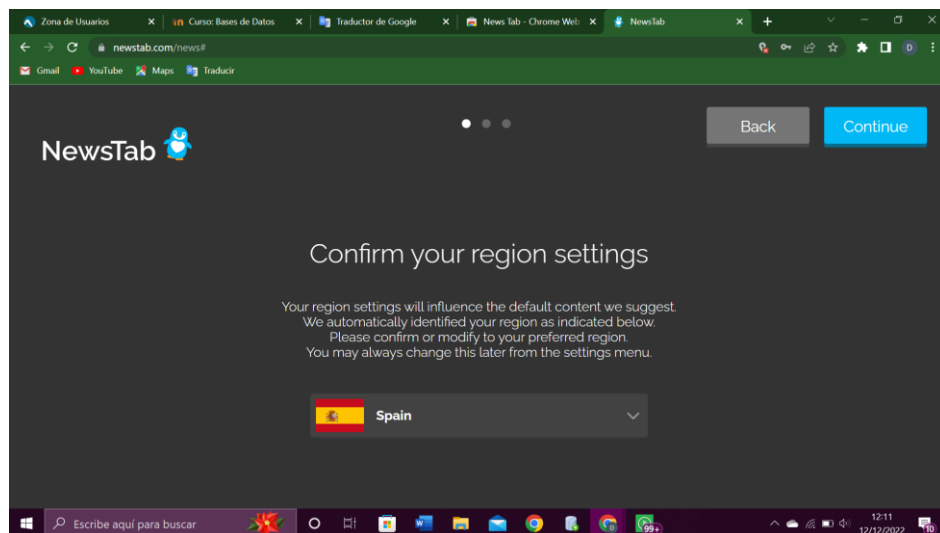 Zona de Usuarios
Curso: Bases de Datos
Traductor de Google
News Tab - Chrome Web
NewsTab
newstab.com/news#
D
Gmail
YouTube
Maps
Traducir
NewsTab
Back
Continue
Confirm your region settings
Your region settings will influence the default content we suggest.
We automatically identified your region as indicated below.
Please confirm or modify to your preferred region.
You may always change this later from the settings menu.
Spain
Escribe aquí para buscar
99+
12:11
12/12/2022
10